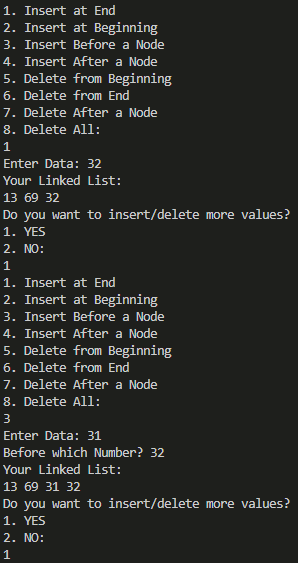 1. Insert at End
2. Insert at Beginning
3. Insert Before a Node
4. Insert After a Node
5. Delete from Beginning
6. Delete from End
7. Delete After a Node
8. Delete All:
1
Enter Data: 32
Your Linked List:
13 69 32
Do you want to insert/delete more values?
1. YES
2. NO:
1
1. Insert at End
2. Insert at Beginning
3. Insert Before a Node
4. Insert After a Node
5. Delete from Beginning
6. Delete from End
7. Delete After a Node
8. Delete All:
3
Enter Data: 31
Before which Number? 32
Your Linked List:
13 69 31 32
Do you want to insert/delete more values?
1. YES
2. NO:
1